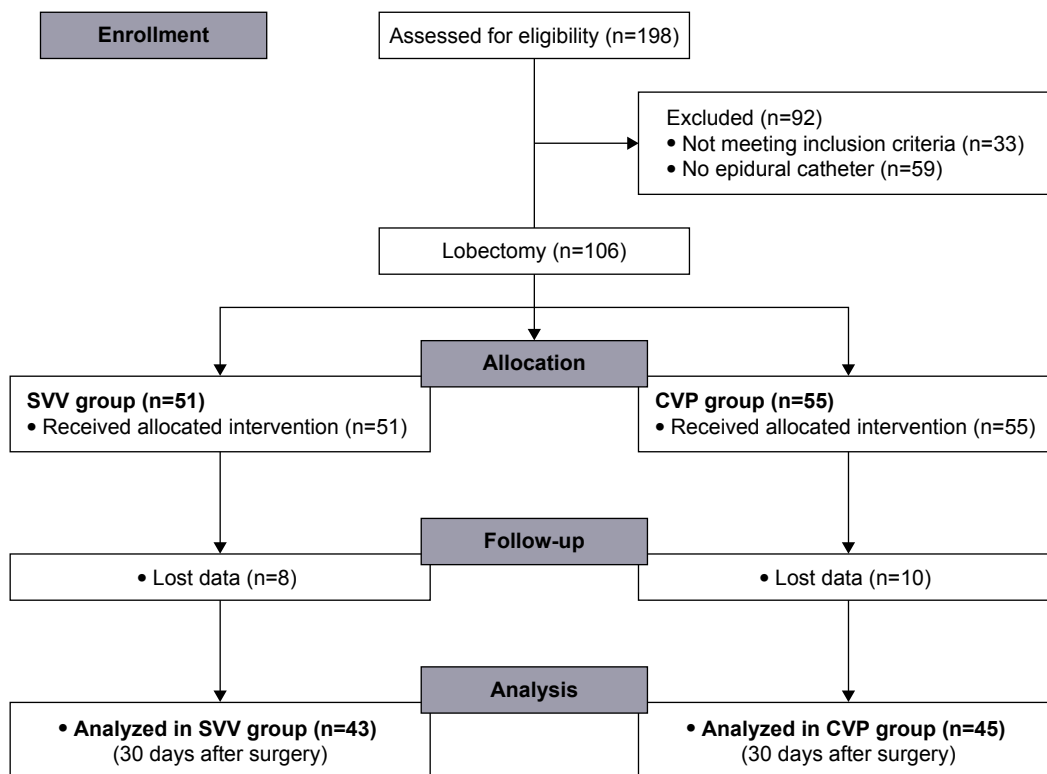 Enrollment
Assessed for eligibility (n=198)
Excluded (n=92)
• Not meeting inclusion criteria (n=33)
• No epidural catheter (n=59)
Lobectomy (n=106)
Allocation
SVV group (n=51)
• Received allocated intervention (n=51)
CVP group (n=55)
• Received allocated intervention (n=55)
Follow-up
• Lost data (n=8)
• Lost data (n=10)
Analysis
• Analyzed in SVV group (n=43)
(30 days after surgery)
• Analyzed in CVP group (n=45)
(30 days after surgery)